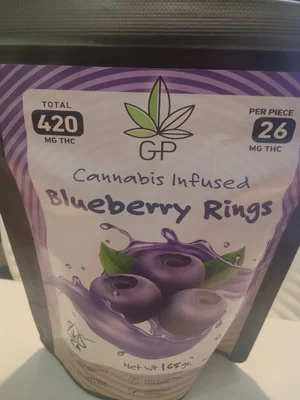 TOTAL
420
MG THC
PER PIECE
26
MG THC
GP
Cannabis Infused
Blueberry Rings
Net Wt 165gr.